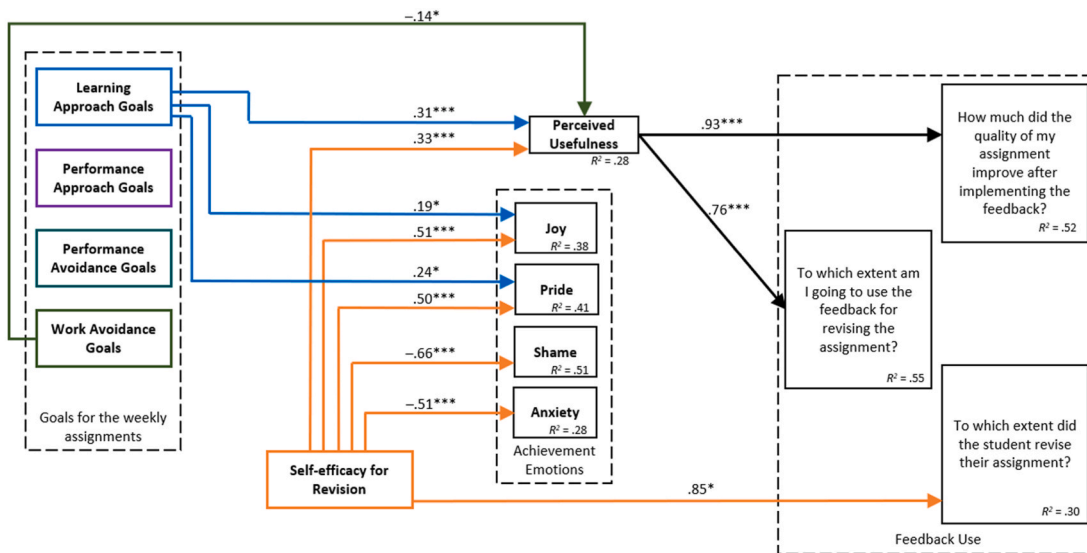 –.14*
Learning
Approach Goals
Performance
Approach Goals
Performance
Avoidance Goals
Work Avoidance
Goals
Goals for the weekly
assignments
.31***
.33***
Perceived
Usefulness
R² = .28
.19*
.51***
Joy
R² = .38
.24*
.50***
Pride
R² = .41
–.66***
Shame
R² = .51
–.51***
Anxiety
R² = .28
Achievement
Emotions
Self-efficacy for
Revision
.93***
.76***
.85*
How much did the
quality of my
assignment
improve after
implementing the
feedback?
R² = .52
To which extent am
I going to use the
feedback for
revising the
assignment?
R² = .55
To which extent did
the student revise
their assignment?
R² = .30
Feedback Use